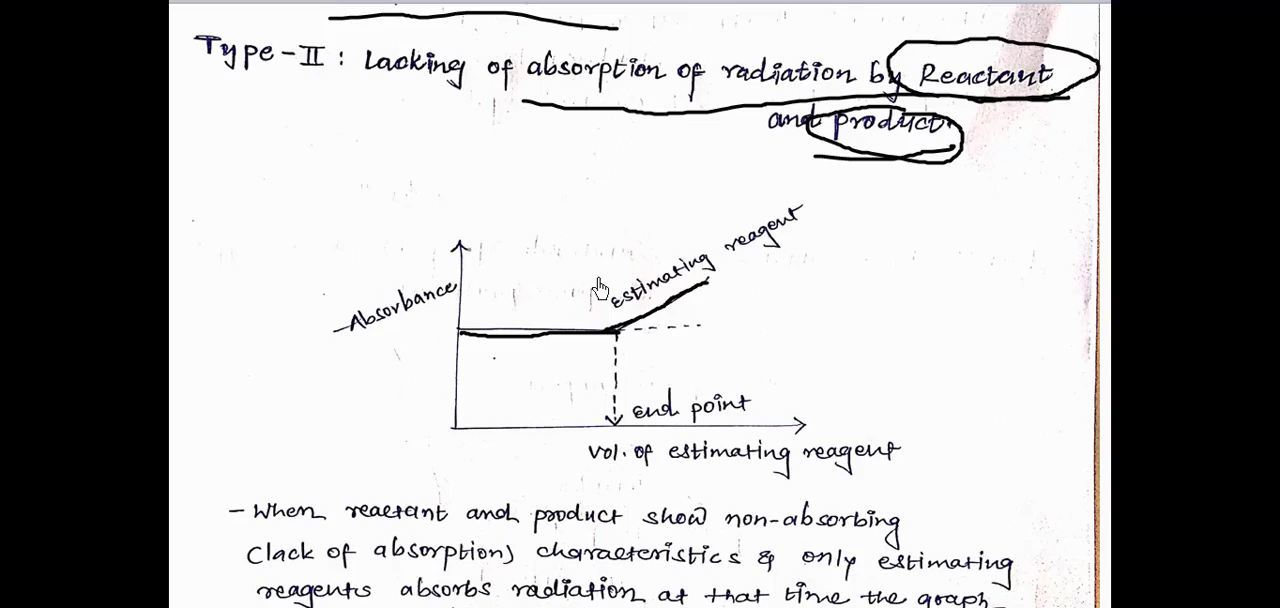 Type-II : Lacking of absorption of radiation by Reactant
and product.
estimating reagent
Absorbance
end point
vol. of estimating reagent
- When reactant and product show non-absorbing
(lack of absorption) characteristics & only estimating
reagents absorbs radiation at that time the graph